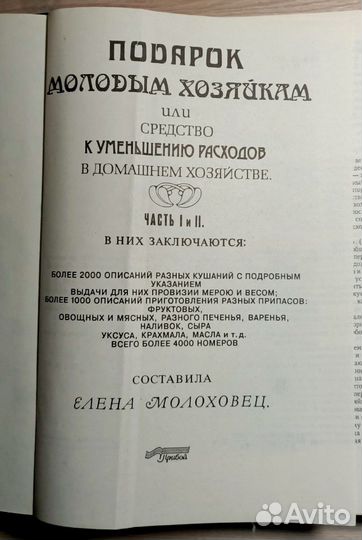 ПОДАРОК
МОЛОДЫМ ХОЗЯЙКАМ
или
СРЕДСТВО
К УМЕНЬШЕНИЮ РАСХОДОВ
В ДОМАШНЕМ ХОЗЯЙСТВЕ.
ЧАСТЬ I и II.
В НИХ ЗАКЛЮЧАЮТСЯ:
БОЛЕЕ 2000 ОПИСАНИЙ РАЗНЫХ КУШАНИЙ С ПОДРОБНЫМ
УКАЗАНИЕМ
ВЫДАЧИ ДЛЯ НИХ ПРОВИЗИИ МЕРОЮ И ВЕСОМ;
БОЛЕЕ 1000 ОПИСАНИЙ ПРИГОТОВЛЕНИЯ РАЗНЫХ ПРИПАСОВ:
ФРУКТОВЫХ,
ОВОЩНЫХ И МЯСНЫХ, РАЗНОГО ПЕЧЕНЬЯ, ВАРЕНЬЯ,
НАЛИВОК, СЫРА
УКСУСА, КРАХМАЛА, МАСЛА и т. д.
ВСЕГО БОЛЕЕ 4000 НОМЕРОВ
СОСТАВИЛА
ЕЛЕНА МОЛОХОВЕЦ.
Прибой
Avito